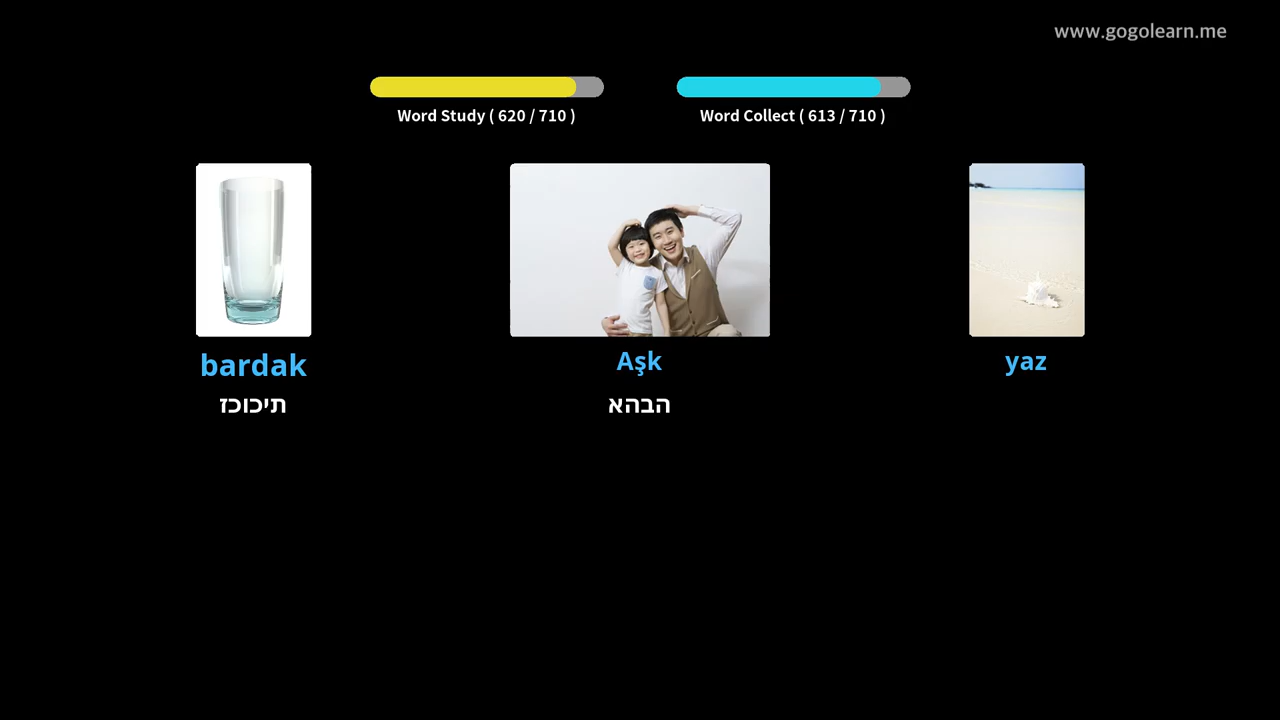 www.gogolearn.me
Word Study ( 620 / 710 )
Word Collect ( 613 / 710 )
bardak
Aşk
yaz
תיכוכז
הבהא